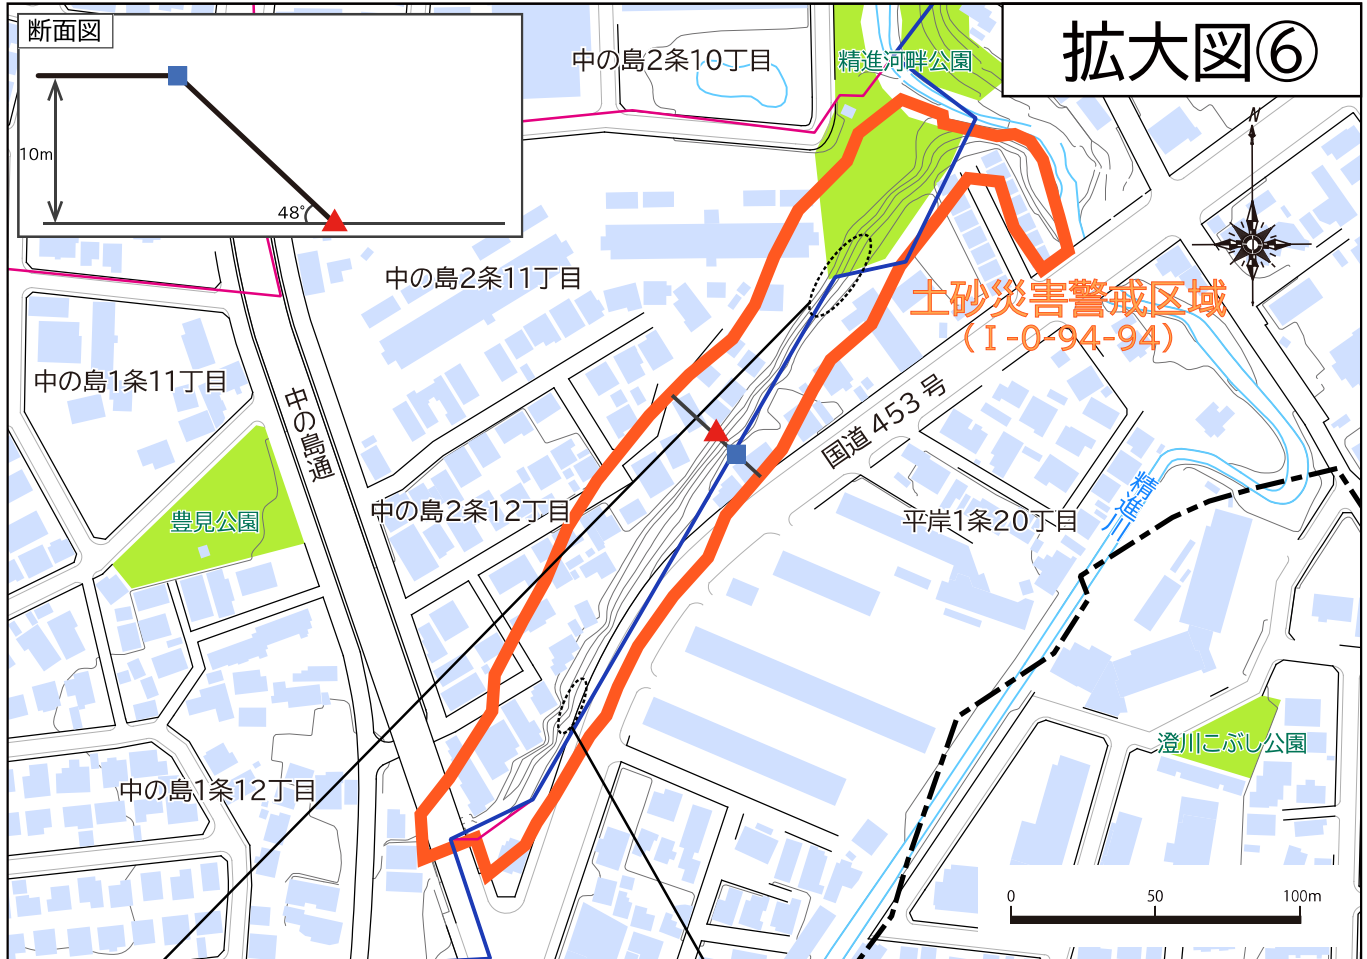 断面図
10m
48°
拡大図⑥
N
中の島2条10丁目
精進河畔公園
中の島2条11丁目
土砂災害警戒区域
(Ⅰ-0-94-94)
中の島1条11丁目
中の島通
国道453号
豊見公園
中の島2条12丁目
平岸1条20丁目
精進川
澄川こぶし公園
中の島1条12丁目
0 50 100m